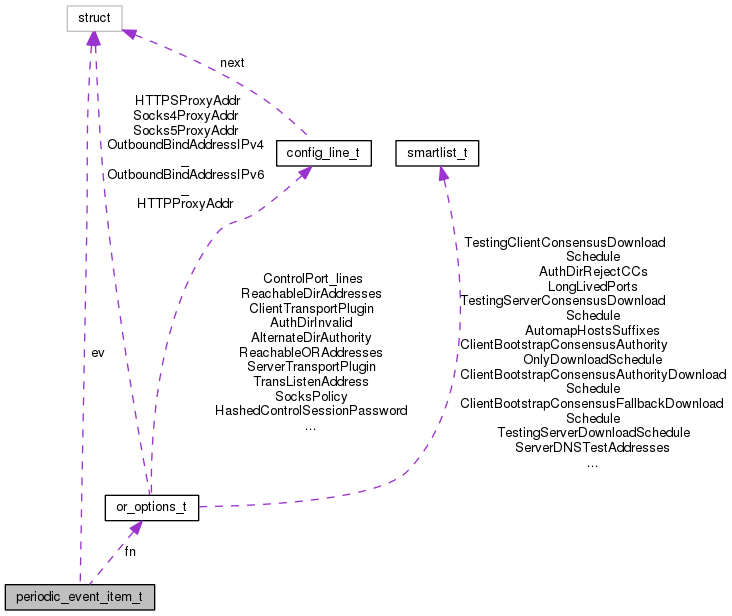 struct
next
HTTPSProxyAddr
Socks4ProxyAddr
Socks5ProxyAddr
OutboundBindAddressIPv4
_
OutboundBindAddressIPv6
_
HTTPProxyAddr
config_line_t
smartlist_t
ControlPort_lines
ReachableDirAddresses
ClientTransportPlugin
AuthDirInvalid
AlternateDirAuthority
ReachableORAddresses
ServerTransportPlugin
TransListenAddress
SocksPolicy
HashedControlSessionPassword
...
TestingClientConsensusDownload
Schedule
AuthDirRejectCCs
LongLivedPorts
TestingServerConsensusDownload
Schedule
AutomapHostsSuffixes
ClientBootstrapConsensusAuthority
OnlyDownloadSchedule
ClientBootstrapConsensusAuthorityDownload
Schedule
ClientBootstrapConsensusFallbackDownload
Schedule
TestingServerDownloadSchedule
ServerDNSTestAddresses
...
ev
or_options_t
fn
periodic_event_item_t